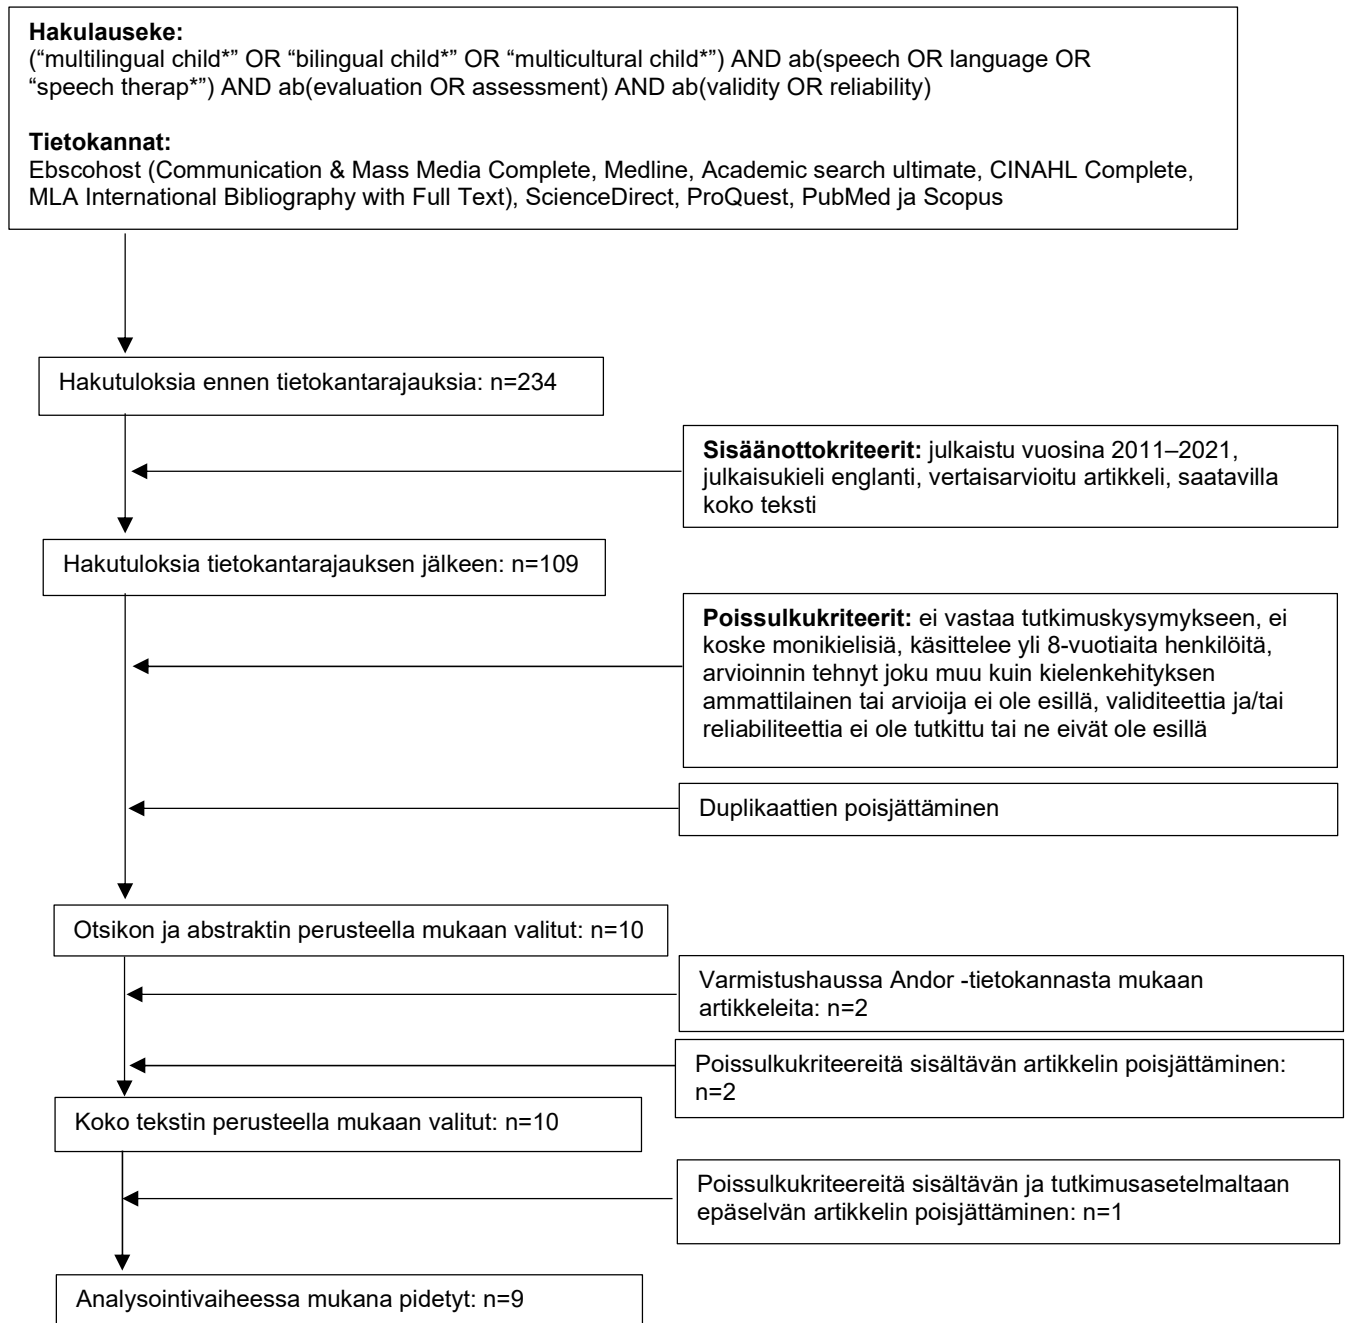 Hakulauseke:
(“multilingual child*” OR “bilingual child*” OR “multicultural child*”) AND ab(speech OR language OR
“speech therap*”) AND ab(evaluation OR assessment) AND ab(validity OR reliability)
Tietokannat:
Ebscohost (Communication & Mass Media Complete, Medline, Academic search ultimate, CINAHL Complete,
MLA International Bibliography with Full Text), ScienceDirect, ProQuest, PubMed ja Scopus
Hakutuloksia ennen tietokantarajauksia: n=234
Sisäänottokriteerit: julkaistu vuosina 2011–2021,
julkaisukieli englanti, vertaisarvioitu artikkeli, saatavilla
koko teksti
Hakutuloksia tietokantarajauksen jälkeen: n=109
Poissulkukriteerit: ei vastaa tutkimuskysymykseen, ei
koske monikielisiä, käsittelee yli 8-vuotiaita henkilöitä,
arvioinnin tehnyt joku muu kuin kielenkehityksen
ammattilainen tai arvioija ei ole esillä, validiteettia ja/tai
reliabiliteettia ei ole tutkittu tai ne eivät ole esillä
Duplikaattien poisjättäminen
Otsikon ja abstraktin perusteella mukaan valitut: n=10
Varmistushaussa Andor -tietokannasta mukaan
artikkeleita: n=2
Poissulkukriteereitä sisältävän artikkelin poisjättäminen:
n=2
Koko tekstin perusteella mukaan valitut: n=10
Poissulkukriteereitä sisältävän ja tutkimusasetelmaltaan
epäselvän artikkelin poisjättäminen: n=1
Analysointivaiheessa mukana pidetyt: n=9